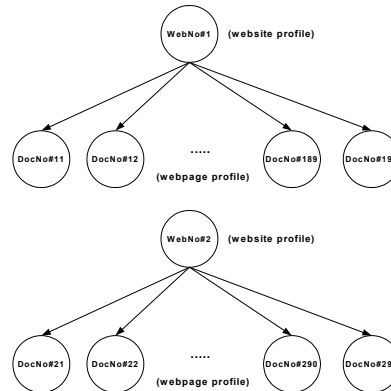 WebNo#1 (website profile)
DocNo#11 DocNo#12 ..... DocNo#189 DocNo#19
(webpage profile)
WebNo#2 (website profile)
DocNo#21 DocNo#22 ..... DocNo#290 DocNo#29
(webpage profile)